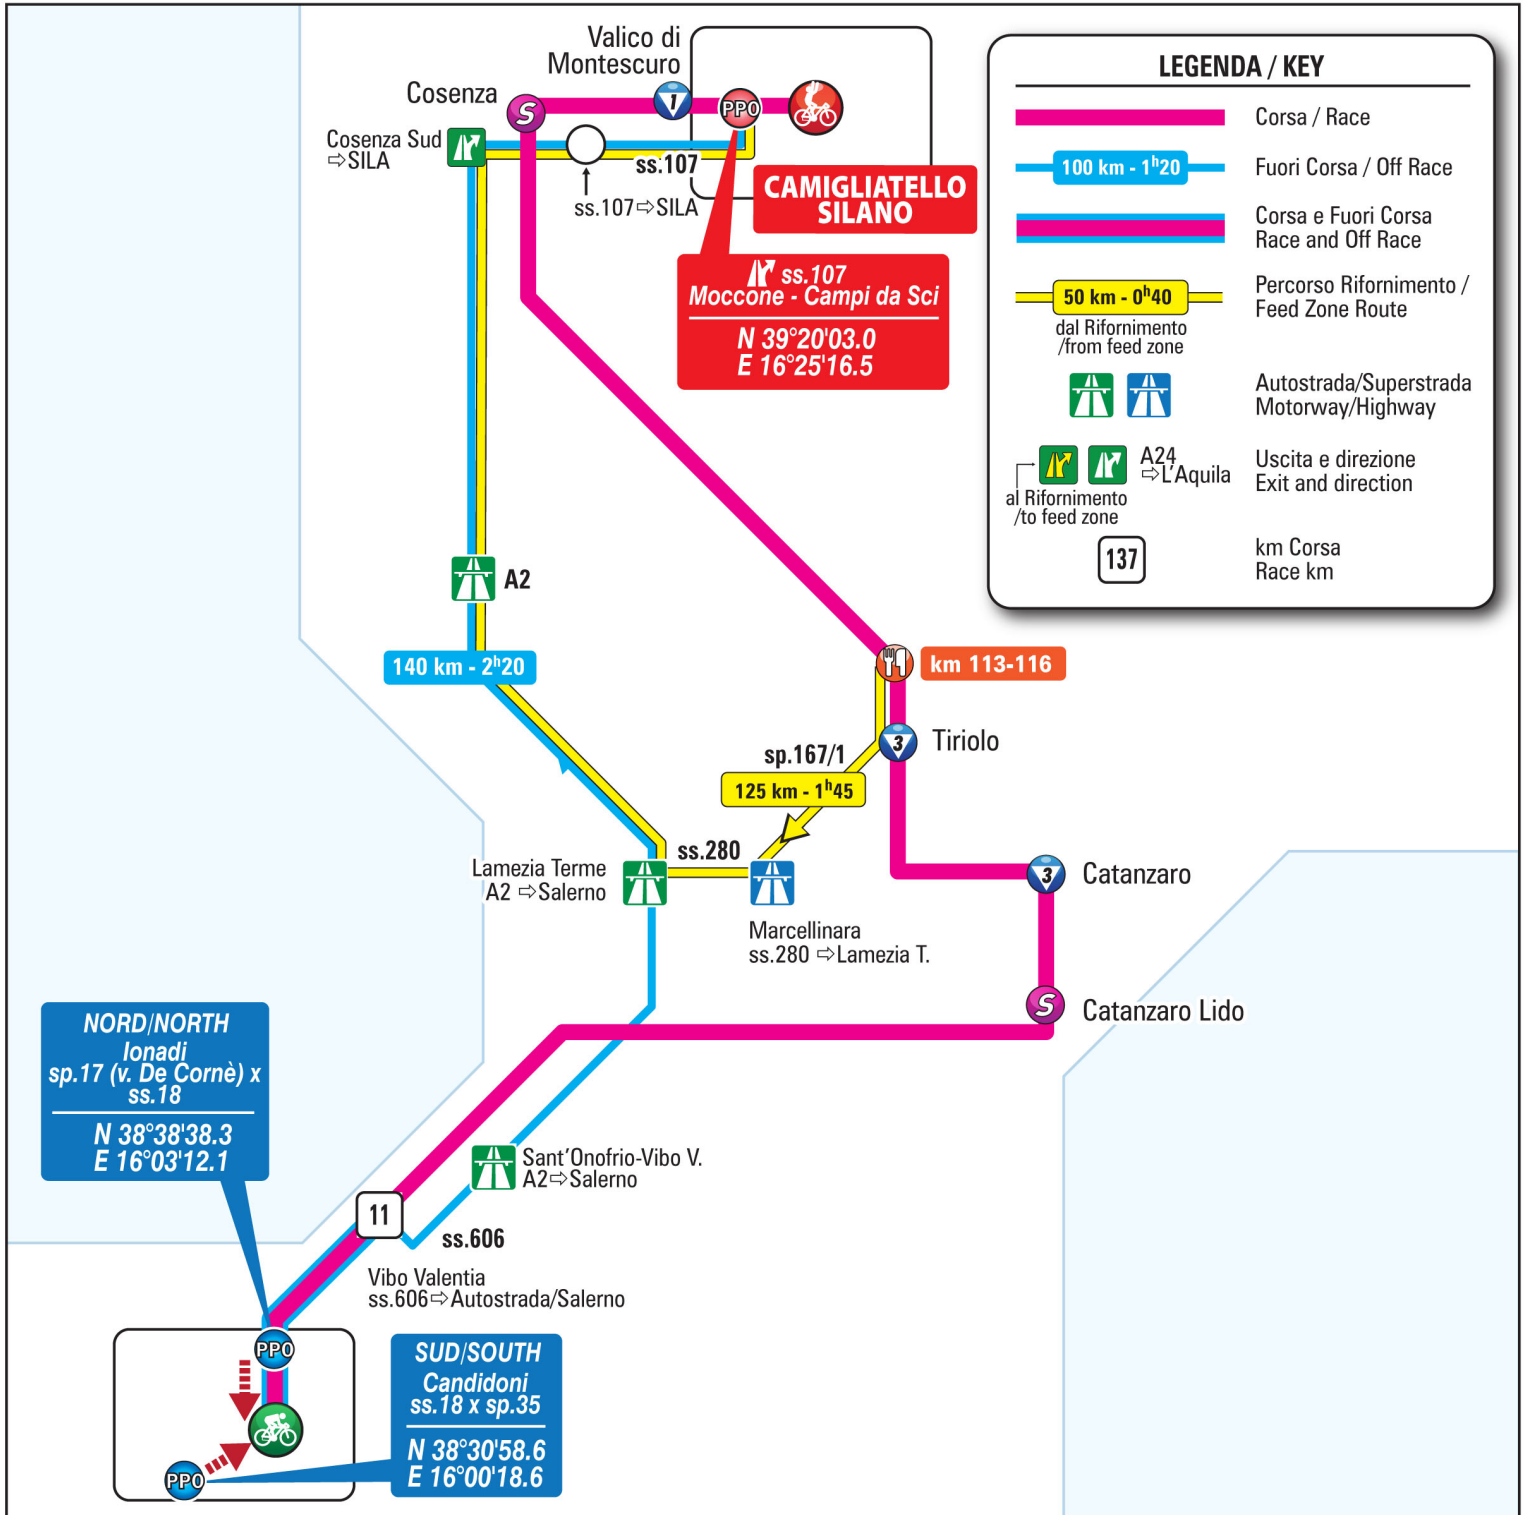 Valico di
Montescuro
Cosenza
S
1
PPO
Cosenza Sud
⇨SILA
ss.107
ss.107⇨SILA
CAMIGLIATELLO
SILANO
ss.107
Moccone - Campi da Sci
N 39°20'03.0
E 16°25'16.5
LEGENDA / KEY
Corsa / Race
100 km - 1h20
Fuori Corsa / Off Race
Corsa e Fuori Corsa
Race and Off Race
50 km - 0h40
dal Rifornimento
/from feed zone
Percorso Rifornimento /
Feed Zone Route
Autostrada/Superstrada
Motorway/Highway
A24
⇨L'Aquila
al Rifornimento
/to feed zone
Uscita e direzione
Exit and direction
137
km Corsa
Race km
A2
140 km - 2h20
km 113-116
3
Tiriolo
sp.167/1
125 km - 1h45
ss.280
Lamezia Terme
A2 ⇨Salerno
Marcellinara
ss.280 ⇨Lamezia T.
3
Catanzaro
S
Catanzaro Lido
NORD/NORTH
Ionadi
sp.17 (v. De Cornè) x
ss.18
N 38°38'38.3
E 16°03'12.1
Sant'Onofrio-Vibo V.
A2⇨Salerno
11
ss.606
Vibo Valentia
ss.606⇨Autostrada/Salerno
PPO
SUD/SOUTH
Candidoni
ss.18 x sp.35
N 38°30'58.6
E 16°00'18.6
PPO